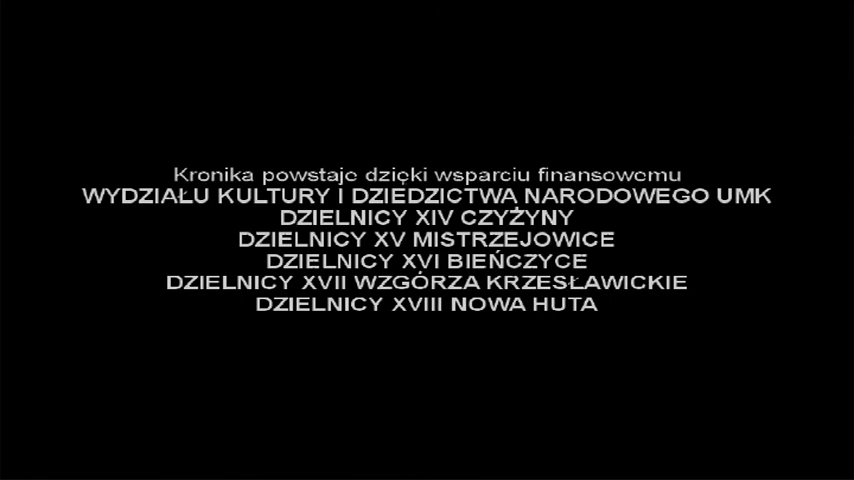 Kronika powstaje dzięki wsparciu finansowemu
WYDZIAŁU KULTURY I DZIEDZICTWA NARODOWEGO UMK
DZIELNICY XIV CZYŻYNY
DZIELNICY XV MISTRZEJOWICE
DZIELNICY XVI BIEŃCZYCE
DZIELNICY XVII WZGÓRZA KRZESŁAWICKIE
DZIELNICY XVIII NOWA HUTA